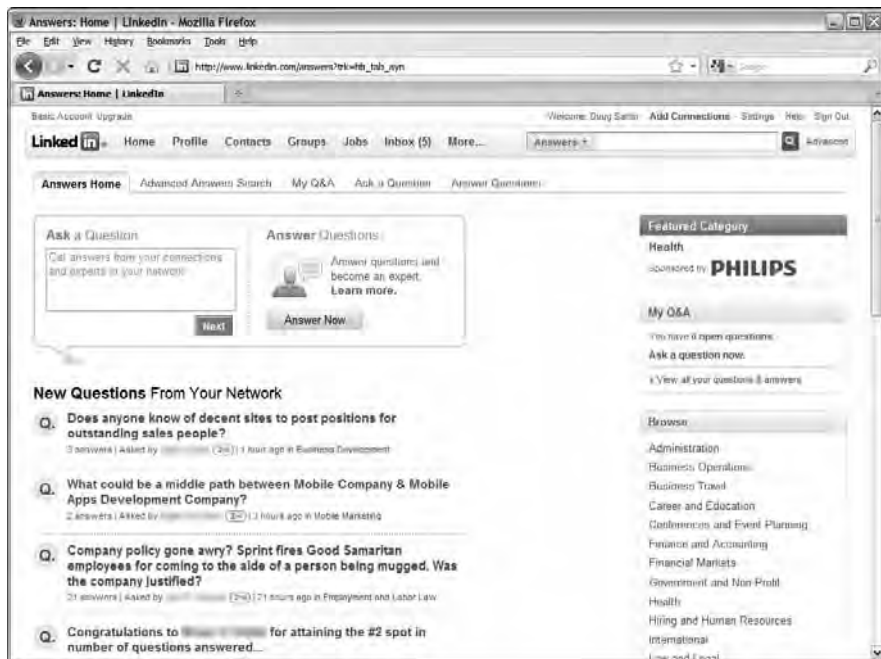 Answers: Home | LinkedIn - Mozilla Firefox
File Edit View History Bookmarks Tools Help
http://www.linkedin.com/answers?trk=hb_tab_ayn
Google
Answers: Home | LinkedIn
Basic Account: Upgrade
Welcome, Doug Add Connections Settings Help Sign Out
Linked in Home Profile Contacts Groups Jobs Inbox (5) More... Answers Advanced
Answers Home Advanced Answers Search My Q&A Ask a Question Answer Questions
Ask a Question
Get answers from your connections
and experts in your network
Next
Answer Questions
Answer questions and
become an expert.
Learn more.
Answer Now
Featured Category
Health
sponsored by PHILIPS
My Q&A
You have 0 open questions.
Ask a question now.
View all your questions & answers
New Questions From Your Network
Q. Does anyone know of decent sites to post positions for
outstanding sales people?
3 answers | Asked by (2nd) | 1 hour ago in Business Development
Q. What could be a middle path between Mobile Company & Mobile
Apps Development Company?
2 answers | Asked by (2nd) | 3 hours ago in Mobile Marketing
Q. Company policy gone awry? Sprint fires Good Samaritan
employees for coming to the aide of a person being mugged. Was
the company justified?
21 answers | Asked by (2nd) | 21 hours ago in Employment and Labor Law
Q. Congratulations to for attaining the #2 spot in
number of questions answered...
Browse
Administration
Business Operations
Business Travel
Career and Education
Conferences and Event Planning
Finance and Accounting
Financial Markets
Government and Non-Profit
Health
Hiring and Human Resources
International
Law and Legal